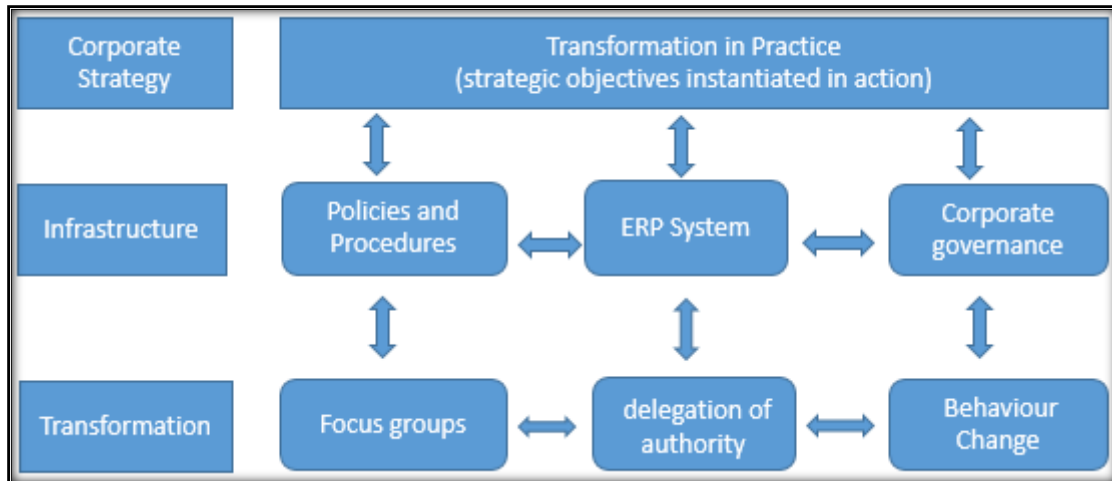 Corporate
Strategy
Transformation in Practice
(strategic objectives instantiated in action)
Infrastructure
Policies and
Procedures
ERP System
Corporate
governance
Transformation
Focus groups
delegation of
authority
Behaviour
Change